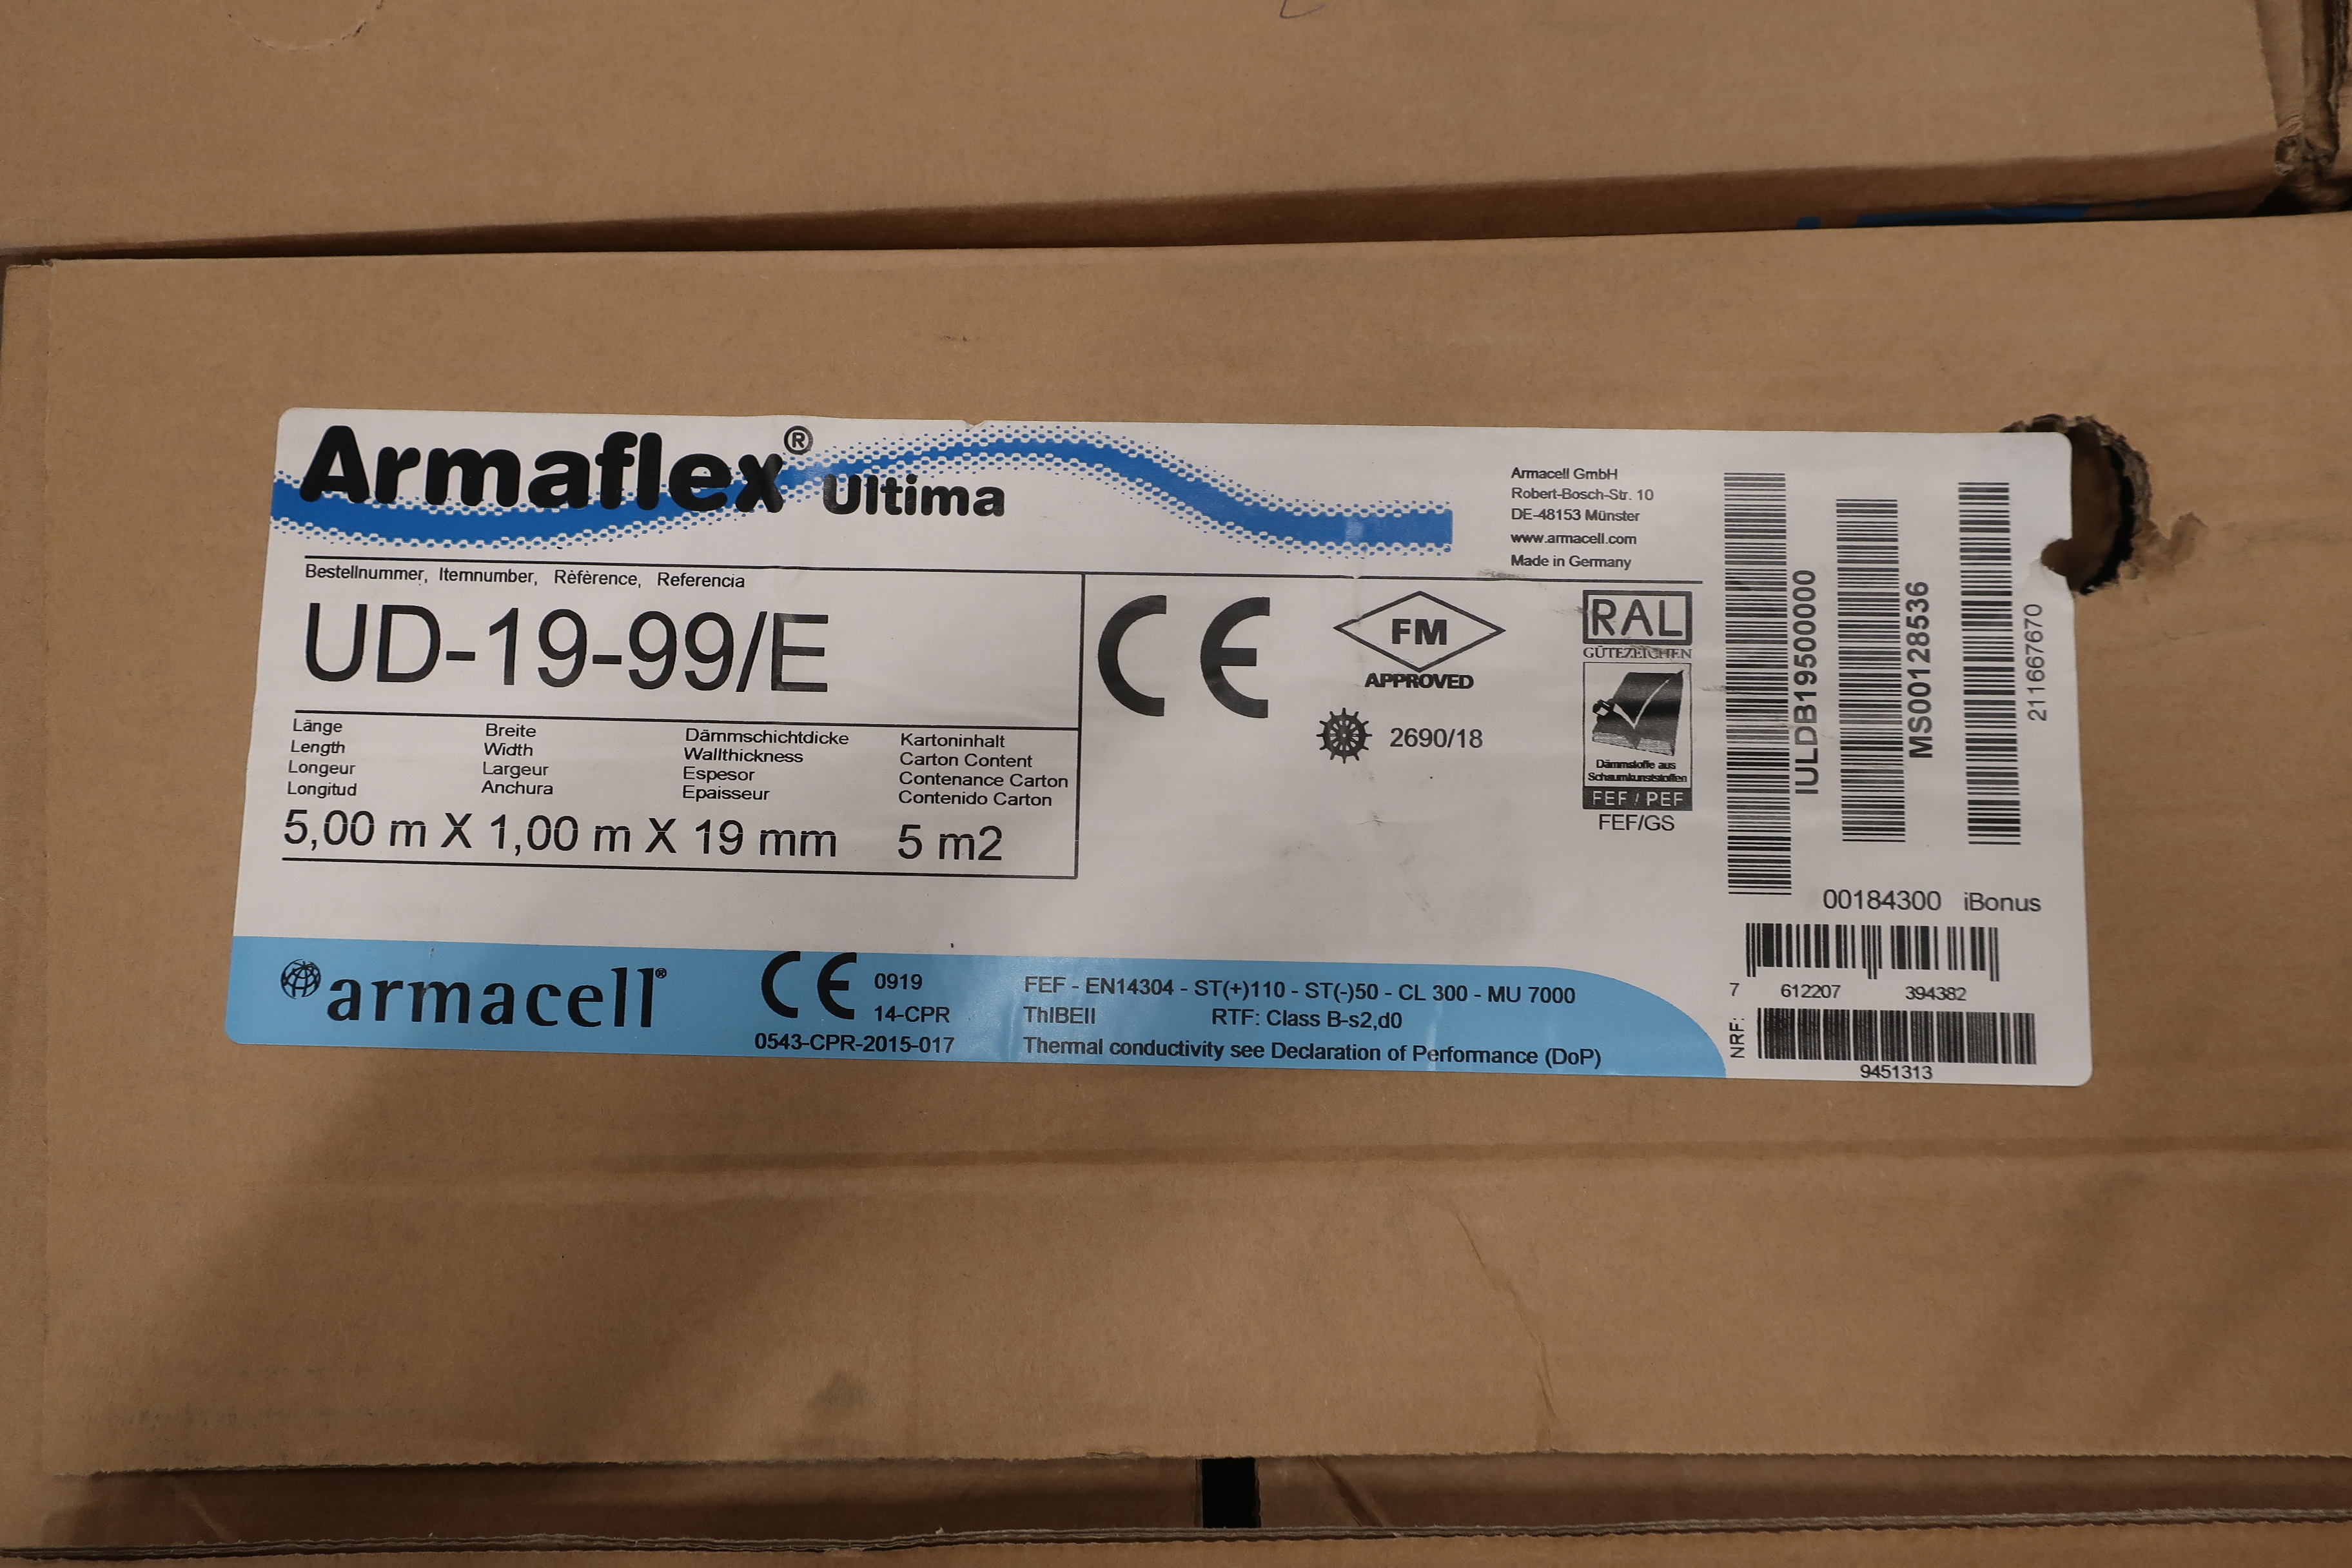 Armaflex® Ultima
Armacell GmbH
Robert-Bosch-Str. 10
DE-48153 Münster
www.armacell.com
Made in Germany
Bestellnummer, Itemnumber, Référence, Referencia
UD-19-99/E
Länge
Length
Longeur
Longitud
Breite
Width
Largeur
Anchura
Dämmschichtdicke
Wallthickness
Espesor
Epaisseur
Kartoninhalt
Carton Content
Contenance Carton
Contenido Carton
5,00 m X 1,00 m X 19 mm 5 m2
CE
FM
APPROVED
2690/18
RAL
GÜTEZEICHEN
Dämmstoffe aus
Schaumkunststoffen
FEF / PEF
FEF/GS
IULDB19500000
MS00128536
211667670
00184300 iBonus
7 612207 394382
NRF:
9451313
armacell®
CE 0919
14-CPR
0543-CPR-2015-017
FEF - EN14304 - ST(+)110 - ST(-)50 - CL 300 - MU 7000
ThIBEII RTF: Class B-s2,d0
Thermal conductivity see Declaration of Performance (DoP)